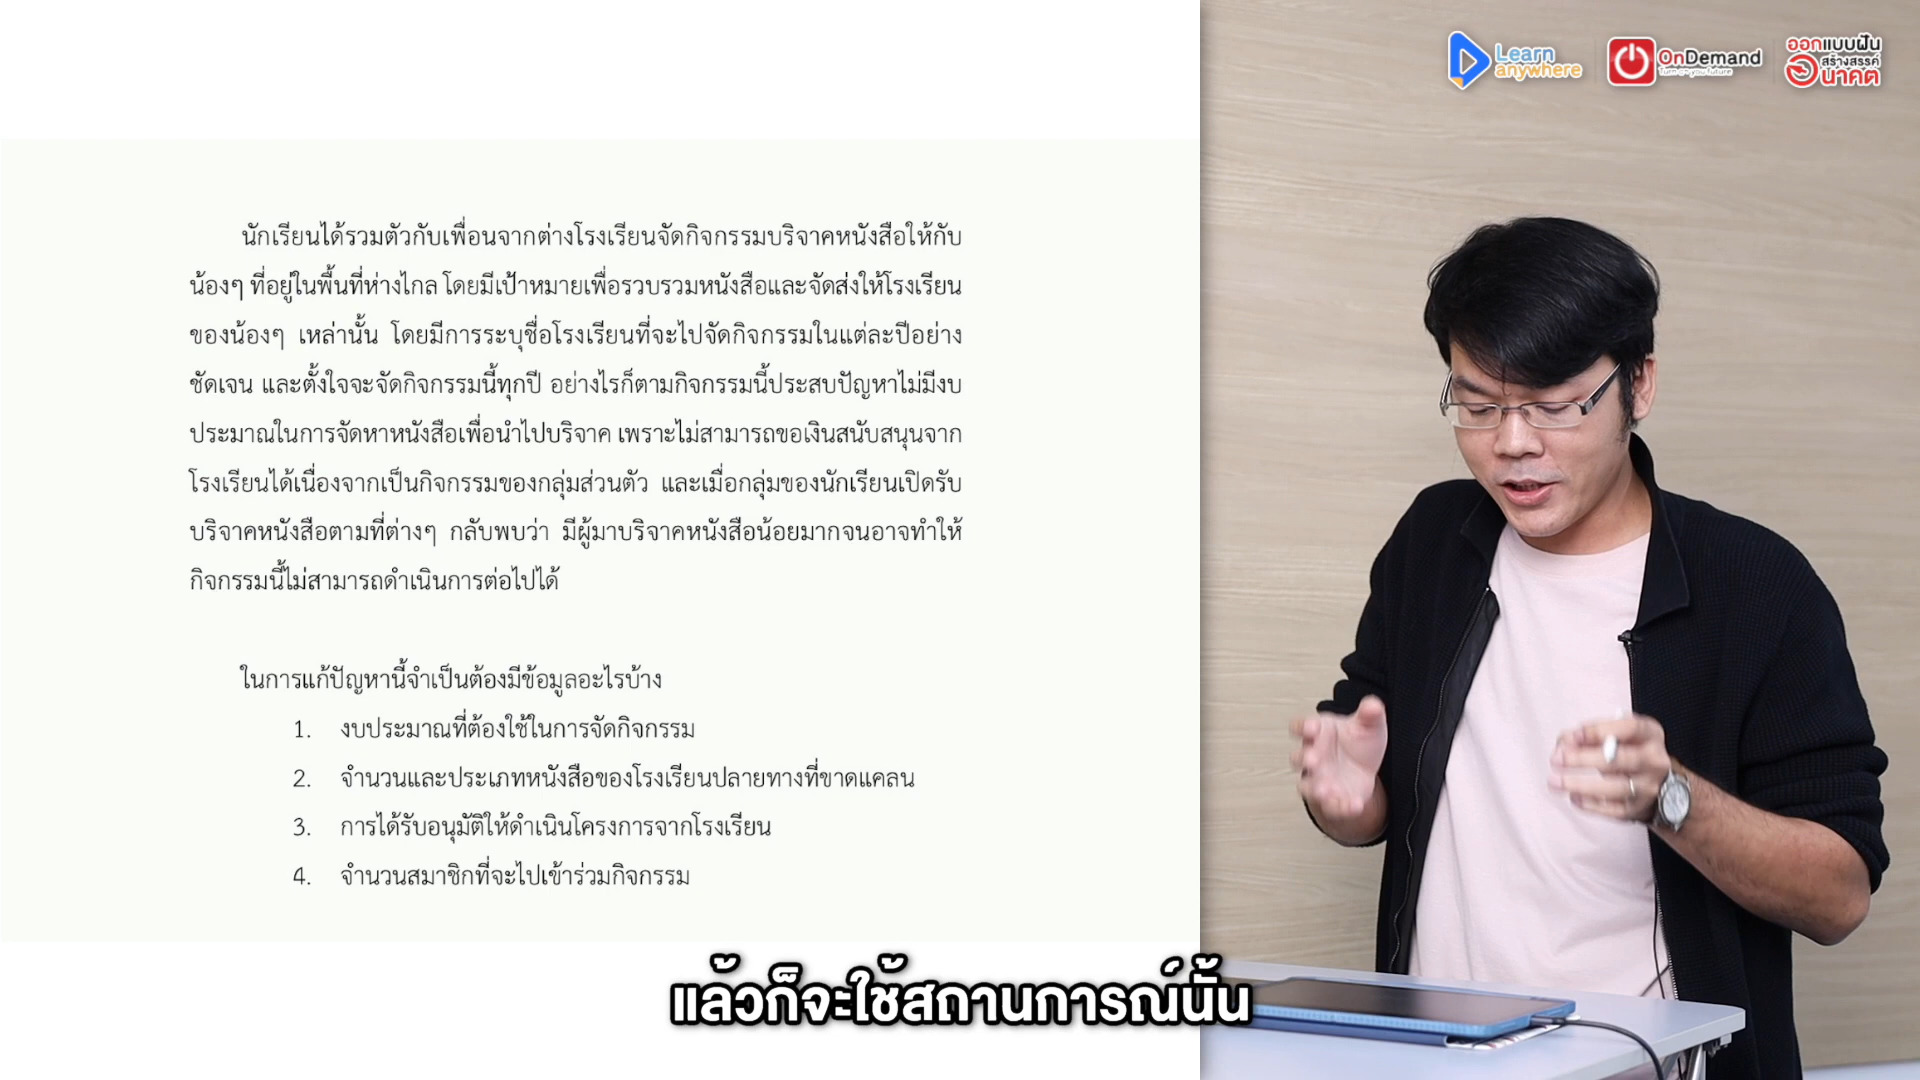 Learn
anywhere
OnDemand
ออกแบบฝัน
สร้างสรรค์
อนาคต
นักเรียนได้รวมตัวกับเพื่อนจากต่างโรงเรียนจัดกิจกรรมบริจาคหนังสือให้กับ
น้องๆ ที่อยู่ในพื้นที่ห่างไกล โดยมีเป้าหมายเพื่อรวบรวมหนังสือและจัดส่งให้โรงเรียน
ของน้องๆ เหล่านั้น โดยมีการระบุชื่อโรงเรียนที่จะไปจัดกิจกรรมในแต่ละปีอย่าง
ชัดเจน และตั้งใจจะจัดกิจกรรมนี้ทุกปี อย่างไรก็ตามกิจกรรมนี้ประสบปัญหาไม่มีงบ
ประมาณในการจัดหาหนังสือเพื่อนำไปบริจาค เพราะไม่สามารถขอเงินสนับสนุนจาก
โรงเรียนได้เนื่องจากเป็นกิจกรรมของกลุ่มส่วนตัว และเมื่อกลุ่มของนักเรียนเปิดรับ
บริจาคหนังสือตามที่ต่างๆ กลับพบว่า มีผู้มาบริจาคหนังสือน้อยมากจนอาจทำให้
กิจกรรมนี้ไม่สามารถดำเนินการต่อไปได้
ในการแก้ปัญหานี้จำเป็นต้องมีข้อมูลอะไรบ้าง
1. งบประมาณที่ต้องใช้ในการจัดกิจกรรม
2. จำนวนและประเภทหนังสือของโรงเรียนปลายทางที่ขาดแคลน
3. การได้รับอนุมัติให้ดำเนินโครงการจากโรงเรียน
4. จำนวนสมาชิกที่จะไปเข้าร่วมกิจกรรม
แล้วก็จะใช้สถานการณ์นั้น